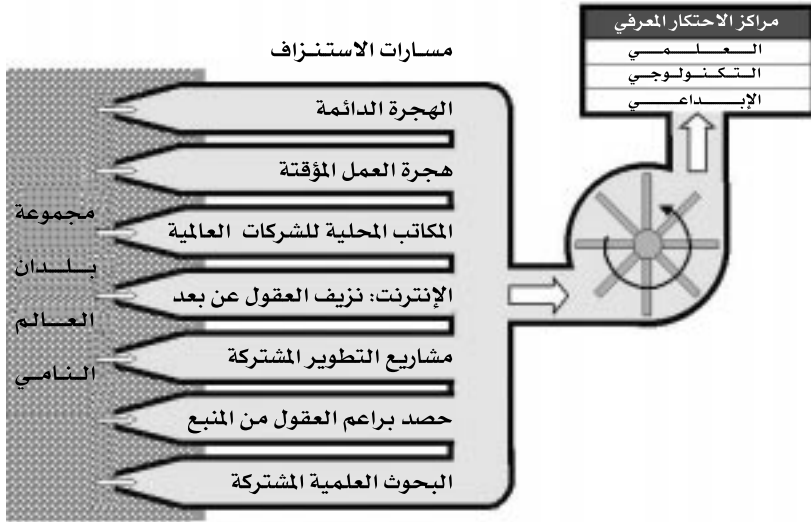 مراكز الاحتكار المعرفي
العلمي
التكنولوجي
الإبداعي
مسارات الاستنزاف
الهجرة الدائمة
هجرة العمل المؤقتة
المكاتب المحلية للشركات العالمية
الإنترنت: نزيف العقول عن بعد
مشاريع التطوير المشتركة
حصد براعم العقول من المنبع
البحوث العلمية المشتركة
مجموعة
بلدان
العالم
النامي